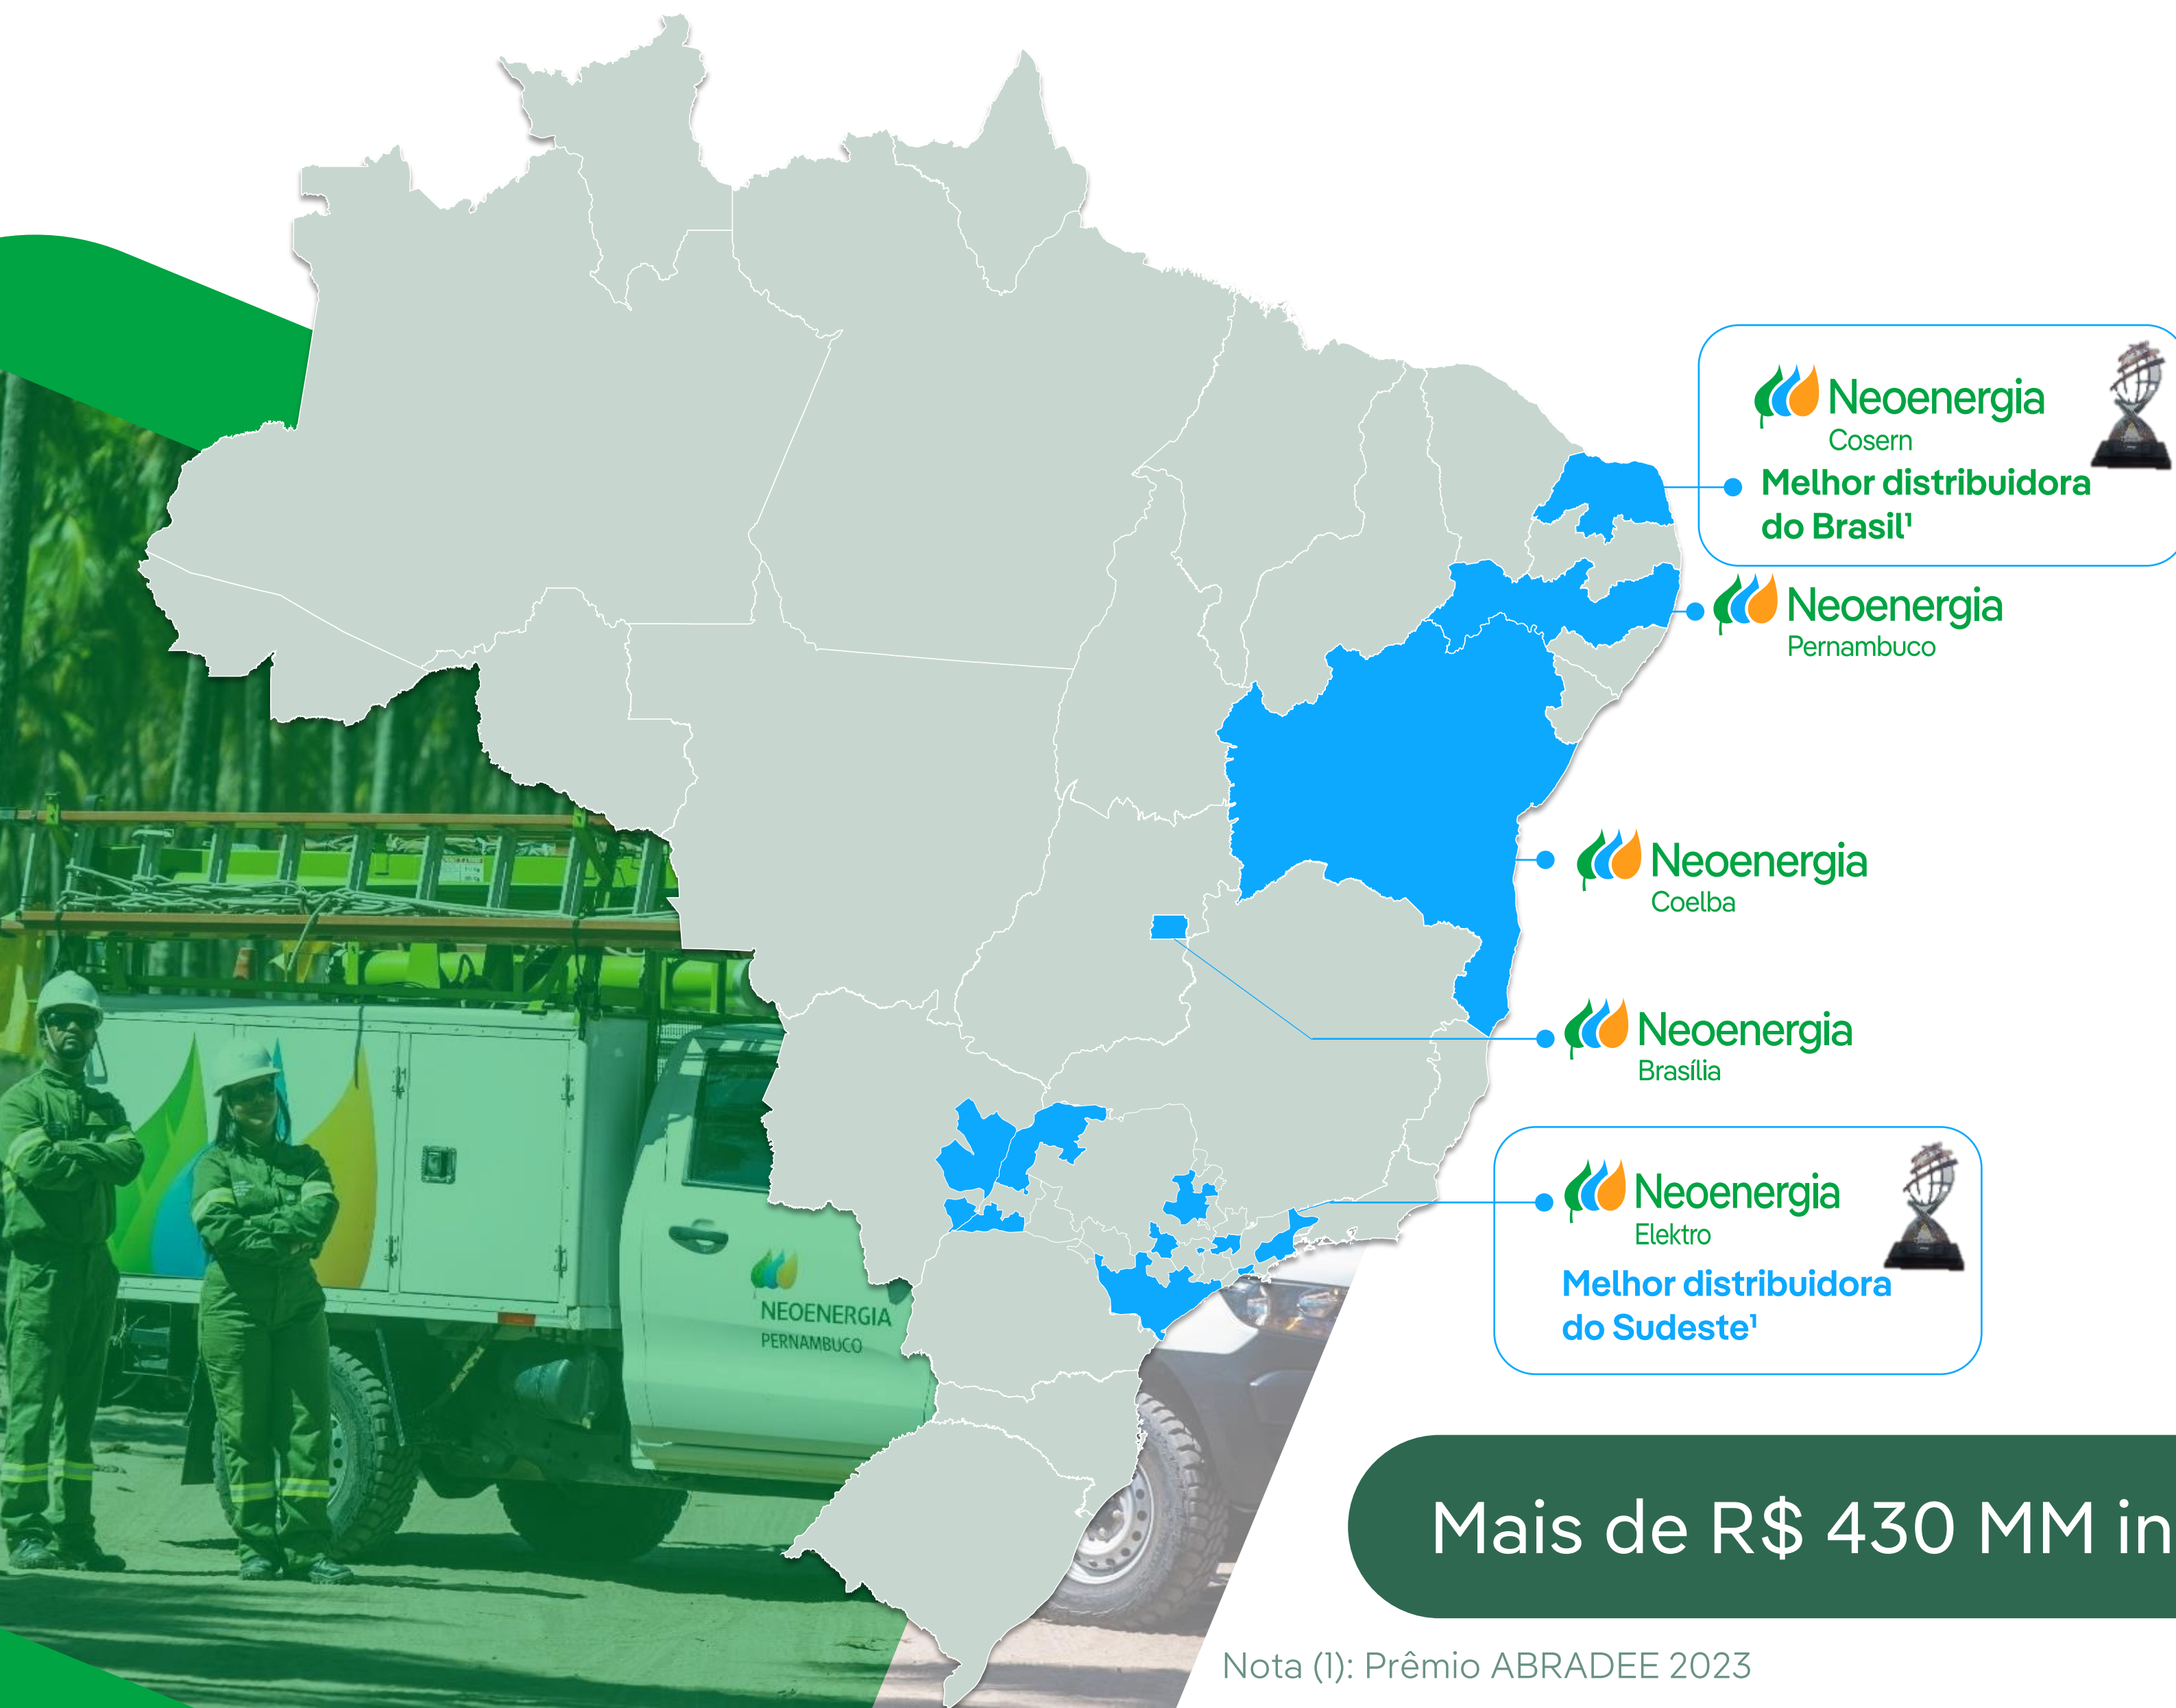 Neoenergia
Cosern
Melhor distribuidora
do Brasil¹
Neoenergia
Pernambuco
Neoenergia
Coelba
Neoenergia
Brasília
Neoenergia
Elektro
Melhor distribuidora
do Sudeste¹
NEOENERGIA
PERNAMBUCO
Mais de R$ 430 MM in
Nota (1): Prêmio ABRADEE 2023